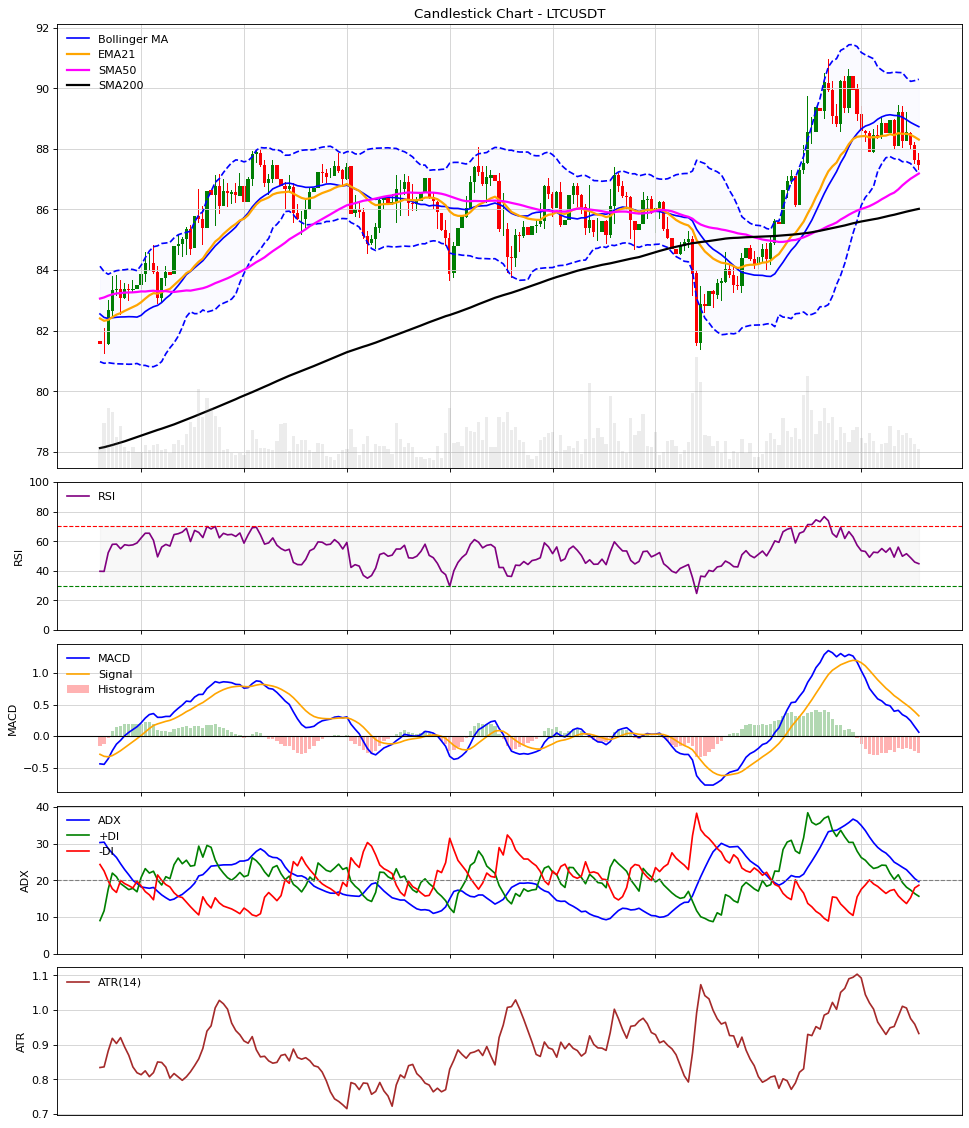 Candlestick Chart - LTCUSDT
92
90
88
86
84
82
80
78
Bollinger MA
EMA21
SMA50
SMA200
100
80
60
40
20
0
RSI
RSI
1.0
0.5
0.0
−0.5
MACD
MACD
Signal
Histogram
40
30
20
10
0
ADX
ADX
+DI
-DI
1.1
1.0
0.9
0.8
0.7
ATR
ATR(14)